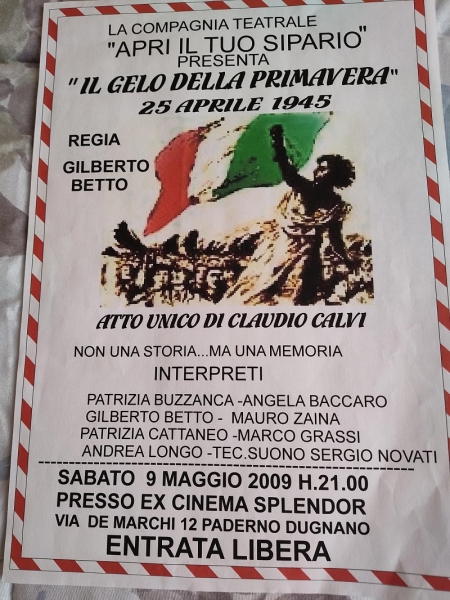 LA COMPAGNIA TEATRALE
"APRI IL TUO SIPARIO"
PRESENTA
"IL GELO DELLA PRIMAVERA"
25 APRILE 1945
REGIA
GILBERTO
BETTO
ATTO UNICO DI CLAUDIO CALVI
NON UNA STORIA...MA UNA MEMORIA
INTERPRETI
PATRIZIA BUZZANCA -ANGELA BACCARO
GILBERTO BETTO - MAURO ZAINA
PATRIZIA CATTANEO -MARCO GRASSI
ANDREA LONGO -TEC.SUONO SERGIO NOVATI
SABATO 9 MAGGIO 2009 H.21.00
PRESSO EX CINEMA SPLENDOR
VIA DE MARCHI 12 PADERNO DUGNANO
ENTRATA LIBERA